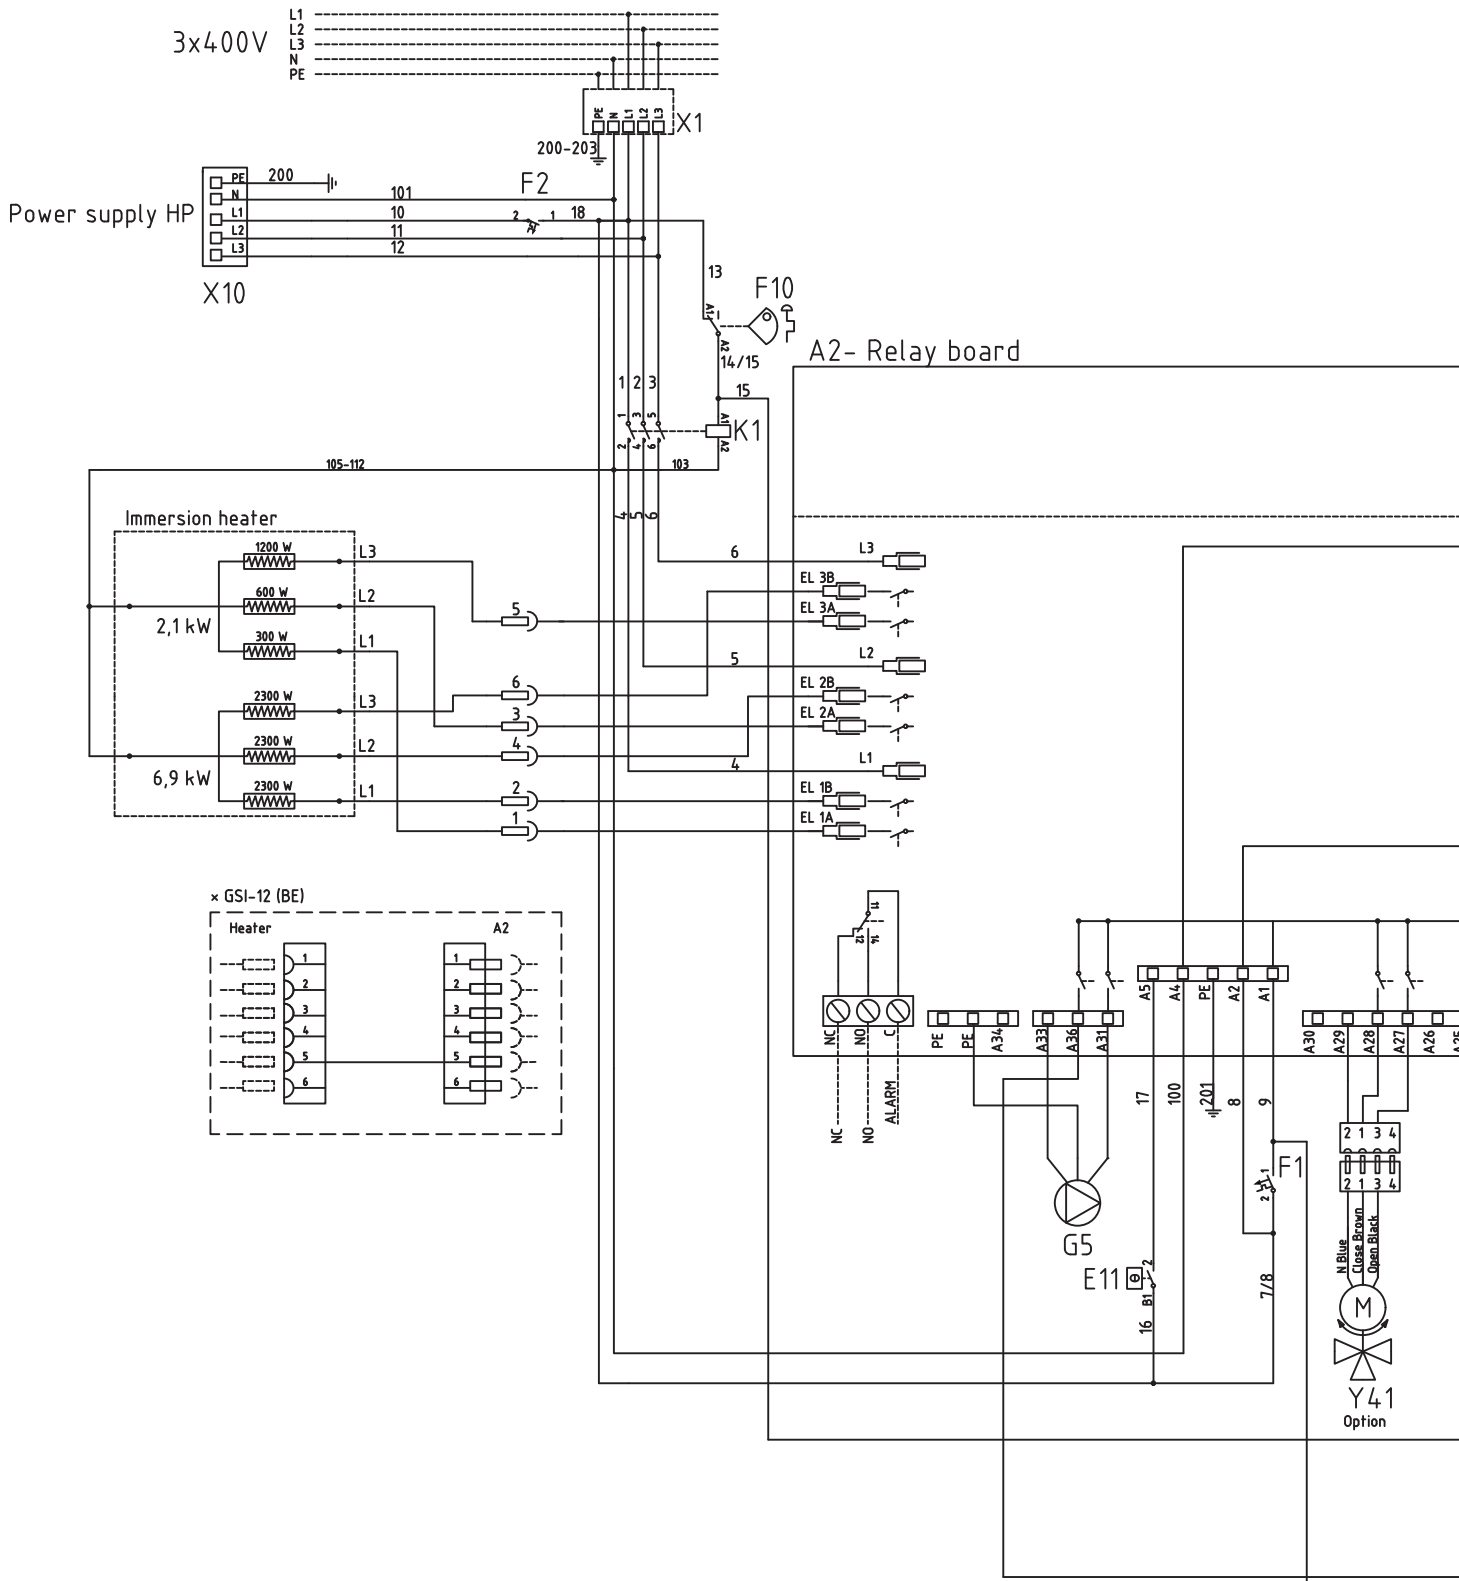 L1
L2
3x400V
L3
N
PE
PE N L1 L2 L3
X1
200-203
Power supply HP
PE 200
N 101
F2
L1 10 2 1 18
L2 11
L3 12
X10
13
F10
A1
A2
14/15
A2- Relay board
1 2 3
15
1 3 5
A1
K1
2 4 6
A2
105-112
103
4 5 6
Immersion heater
1200 W L3
6 L3
EL 3B
600 W L2
5 EL 3A
2,1 kW
300 W L1
5 L2
6 EL 2B
2300 W L3
3 EL 2A
2300 W L2
4
6,9 kW
4 L1
2300 W L1
2 EL 1B
1 EL 1A
× GSI-12 (BE)
Heater A2
1 1
2 2
3 3
4 4
5 5
6 6
11
12 14
NC NO C
PE PE A34
A33 A36 A31
A5 A4 PE A2 A1
A30 A29 A28 A27 A26 A25
NC NO ALARM
17 100 201 8 9
2 1 3 4
1
F1
2
2 1 3 4
G5
N Blue
Close Brown
Open Black
E11
2
B1
16
7/8
M
Y41
Option